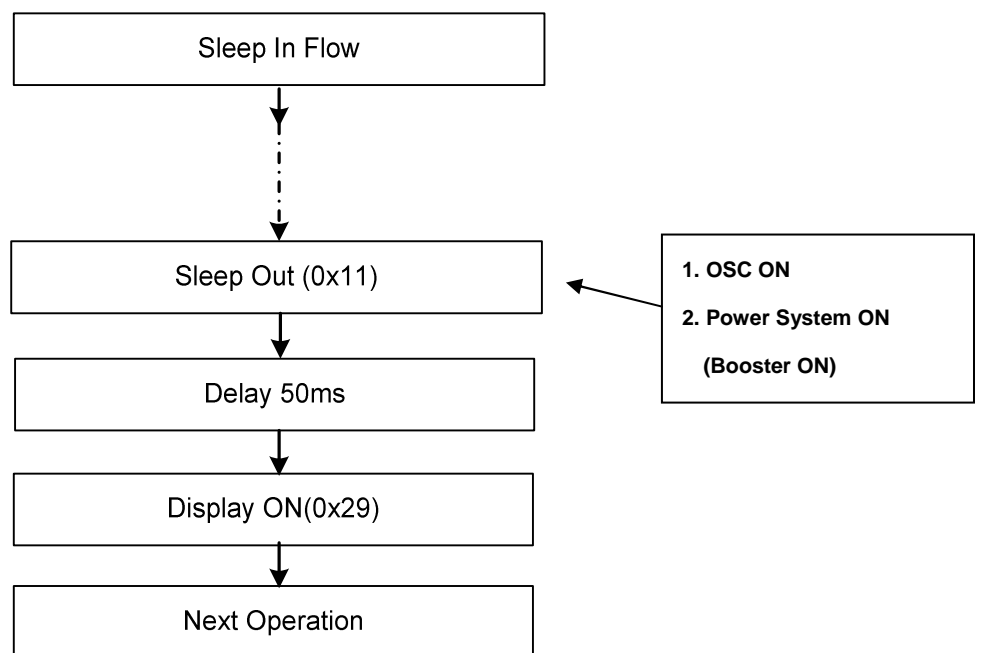 Sleep In Flow
Sleep Out (0x11)
1. OSC ON
2. Power System ON
(Booster ON)
Delay 50ms
Display ON(0x29)
Next Operation